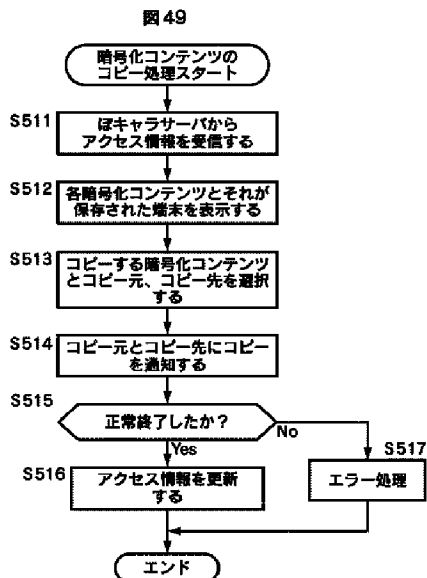 図49
暗号化コンテンツの
コピー処理スタート
S511
ぽキャラサーバから
アクセス情報を受信する
S512
各暗号化コンテンツとそれが
保存された端末を表示する
S513
コピーする暗号化コンテンツ
とコピー元、コピー先を選択
する
S514
コピー元とコピー先にコピー
を通知する
S515
正常終了したか？
No
Yes
S516
アクセス情報を更新
する
S517
エラー処理
エンド